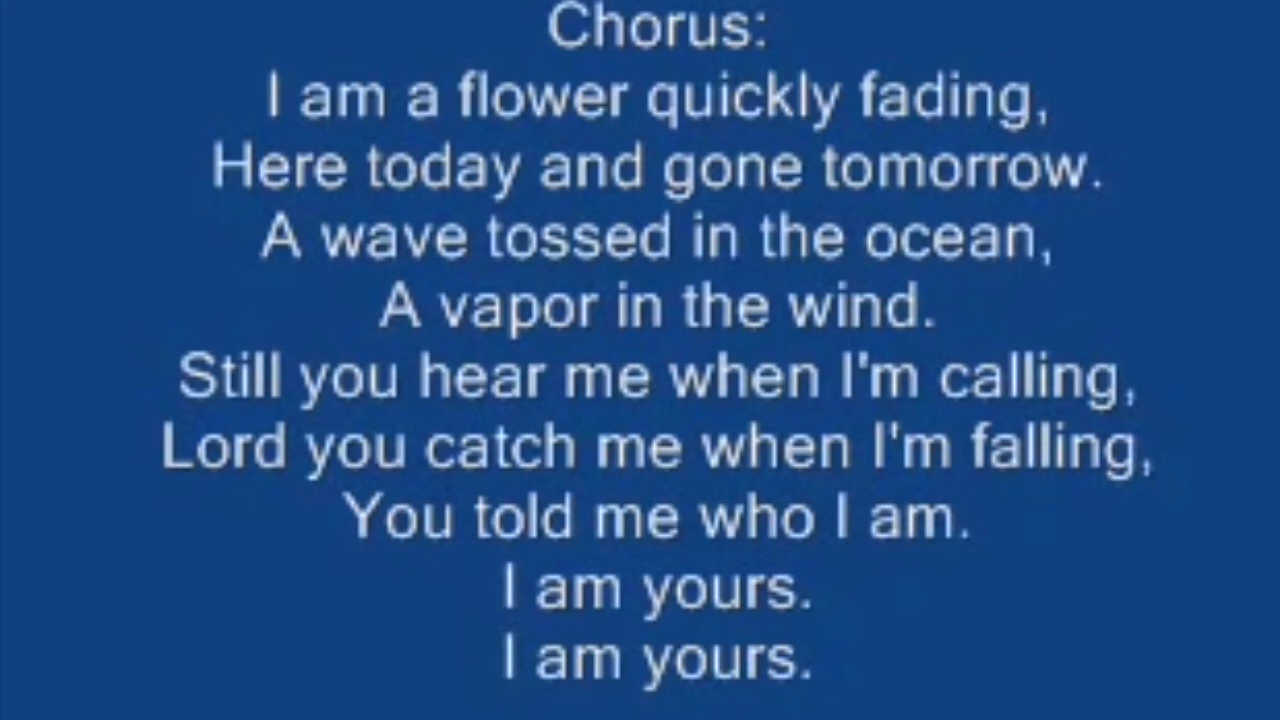 Chorus:
I am a flower quickly fading,
Here today and gone tomorrow.
A wave tossed in the ocean,
A vapor in the wind.
Still you hear me when I'm calling,
Lord you catch me when I'm falling,
You told me who I am.
I am yours.
I am yours.